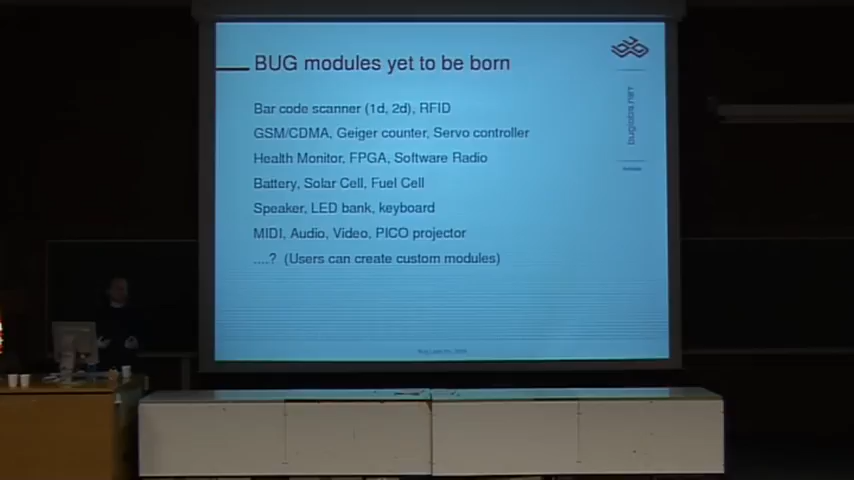 BUG modules yet to be born
Bar code scanner (1d, 2d), RFID
GSM/CDMA, Geiger counter, Servo controller
Health Monitor, FPGA, Software Radio
Battery, Solar Cell, Fuel Cell
Speaker, LED bank, keyboard
MIDI, Audio, Video, PICO projector
....? (Users can create custom modules)
buglabs.net